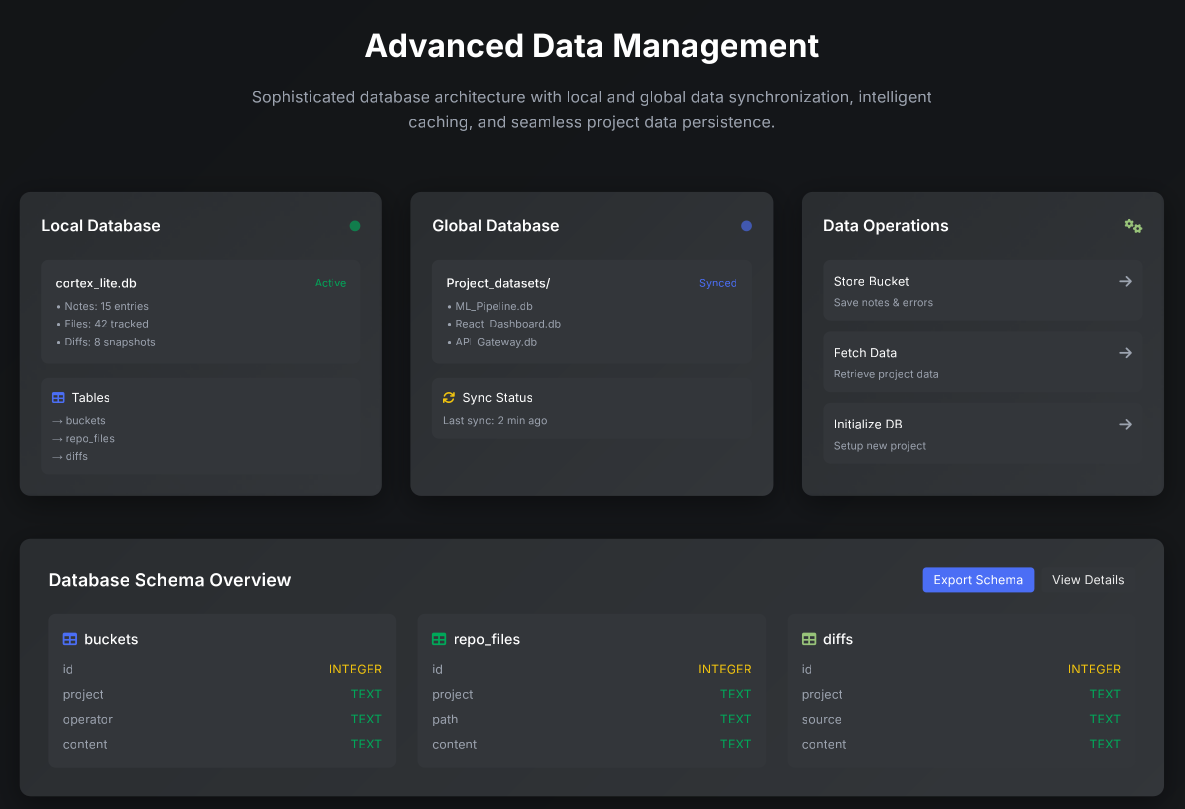 Advanced Data Management
Sophisticated database architecture with local and global data synchronization, intelligent
caching, and seamless project data persistence.
Local Database
cortex_lite.db
Active
• Notes: 15 entries
• Files: 42 tracked
• Diffs: 8 snapshots
Tables
→ buckets
→ repo_files
→ diffs
Global Database
Project_datasets/
Synced
• ML_Pipeline.db
• React_Dashboard.db
• API_Gateway.db
Sync Status
Last sync: 2 min ago
Data Operations
Store Bucket
Save notes & errors
Fetch Data
Retrieve project data
Initialize DB
Setup new project
Database Schema Overview
Export Schema
View Details
buckets
id INTEGER
project TEXT
operator TEXT
content TEXT
repo_files
id INTEGER
project TEXT
path TEXT
content TEXT
diffs
id INTEGER
project TEXT
source TEXT
content TEXT